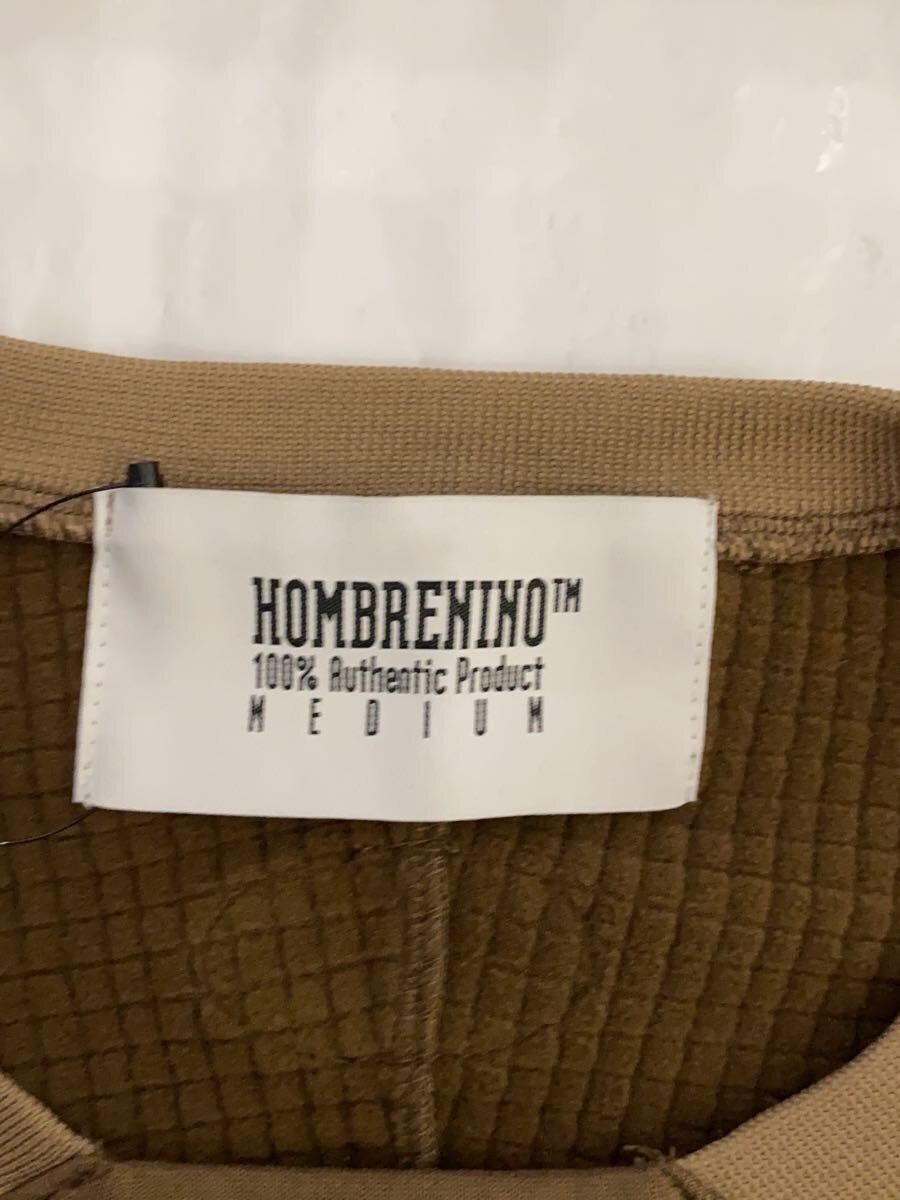 HOMBRENINO™
100% Authentic Product
MEDIUM